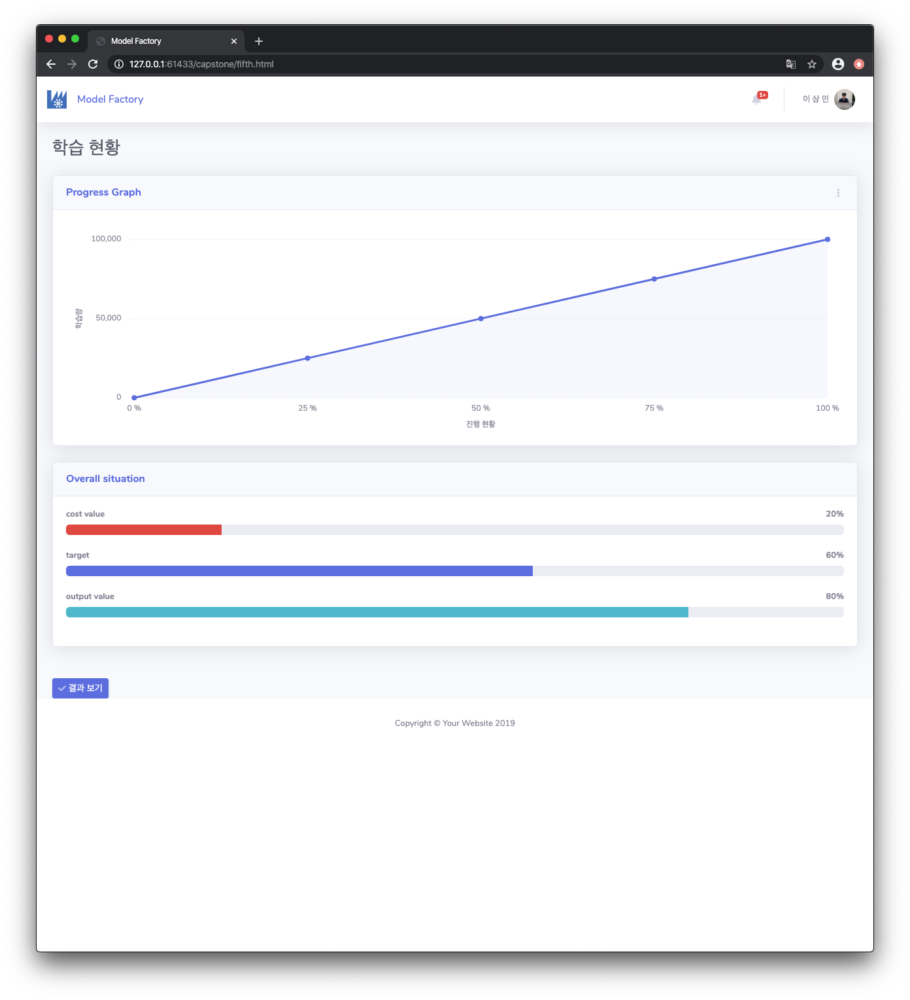 Model Factory
127.0.0.1:61433/capstone/fifth.html
Model Factory
1+
이 상 민
학습 현황
Progress Graph
100,000
50,000
0
학습량
0 %
25 %
50 %
75 %
100 %
진행 현황
Overall situation
cost value 20%
target 60%
output value 80%
결과 보기
Copyright © Your Website 2019